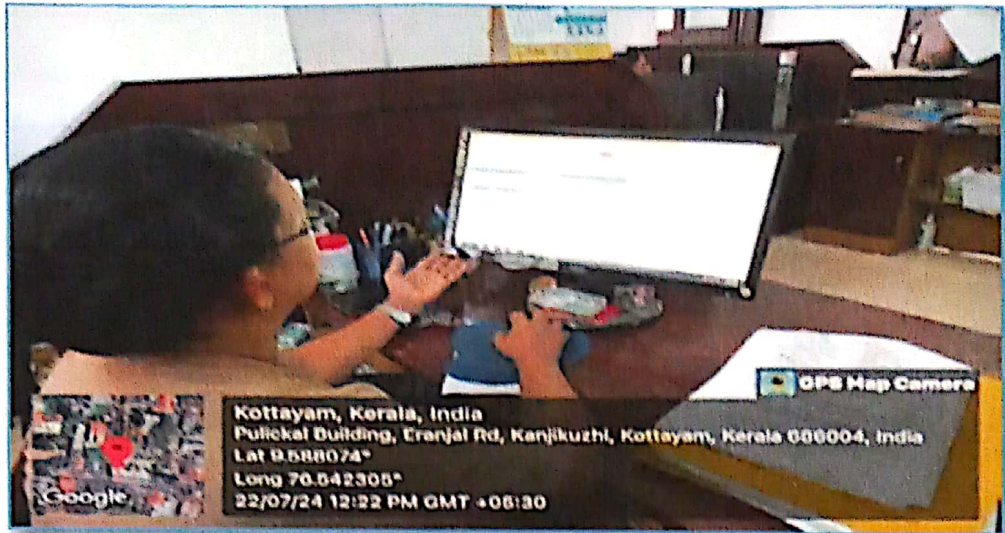 GPS Map Camera
Kottayam, Kerala, India
Pulickal Building, Eranjal Rd, Kanjikuzhi, Kottayam, Kerala 686004, India
Lat 9.588074°
Long 76.542305°
22/07/24 12:22 PM GMT +05:30
Google